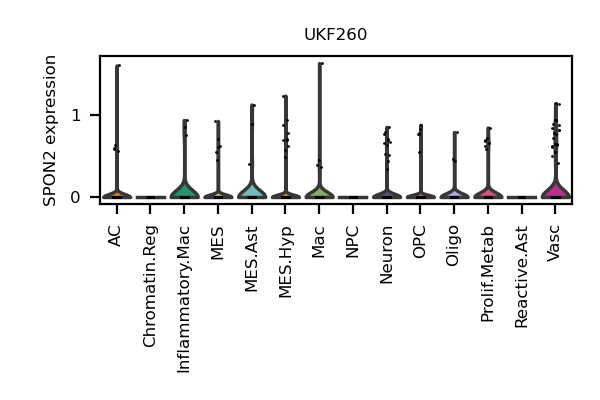 UKF260
SPON2 expression
1
0
AC
Chromatin.Reg
Inflammatory.Mac
MES
MES.Ast
MES.Hyp
Mac
NPC
Neuron
OPC
Oligo
Prolif.Metab
Reactive.Ast
Vasc